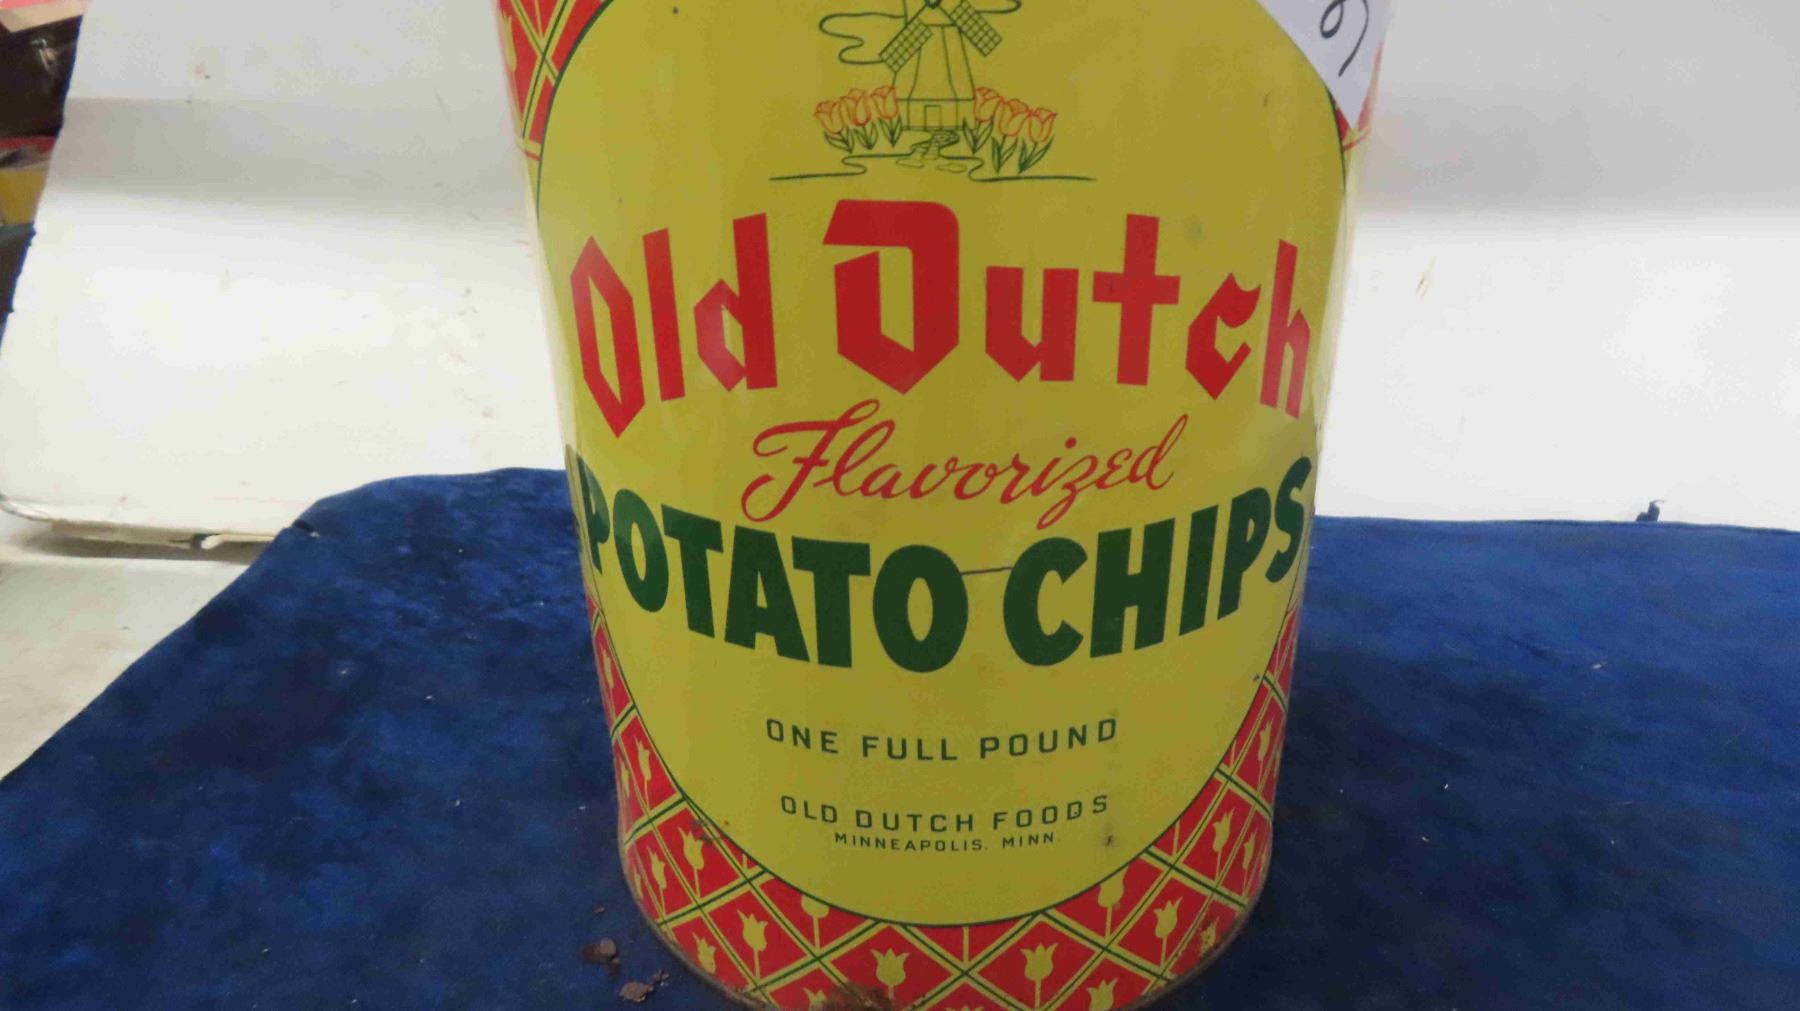 Old Dutch
Flavorized
POTATO CHIPS
ONE FULL POUND
OLD DUTCH FOODS
MINNEAPOLIS, MINN.